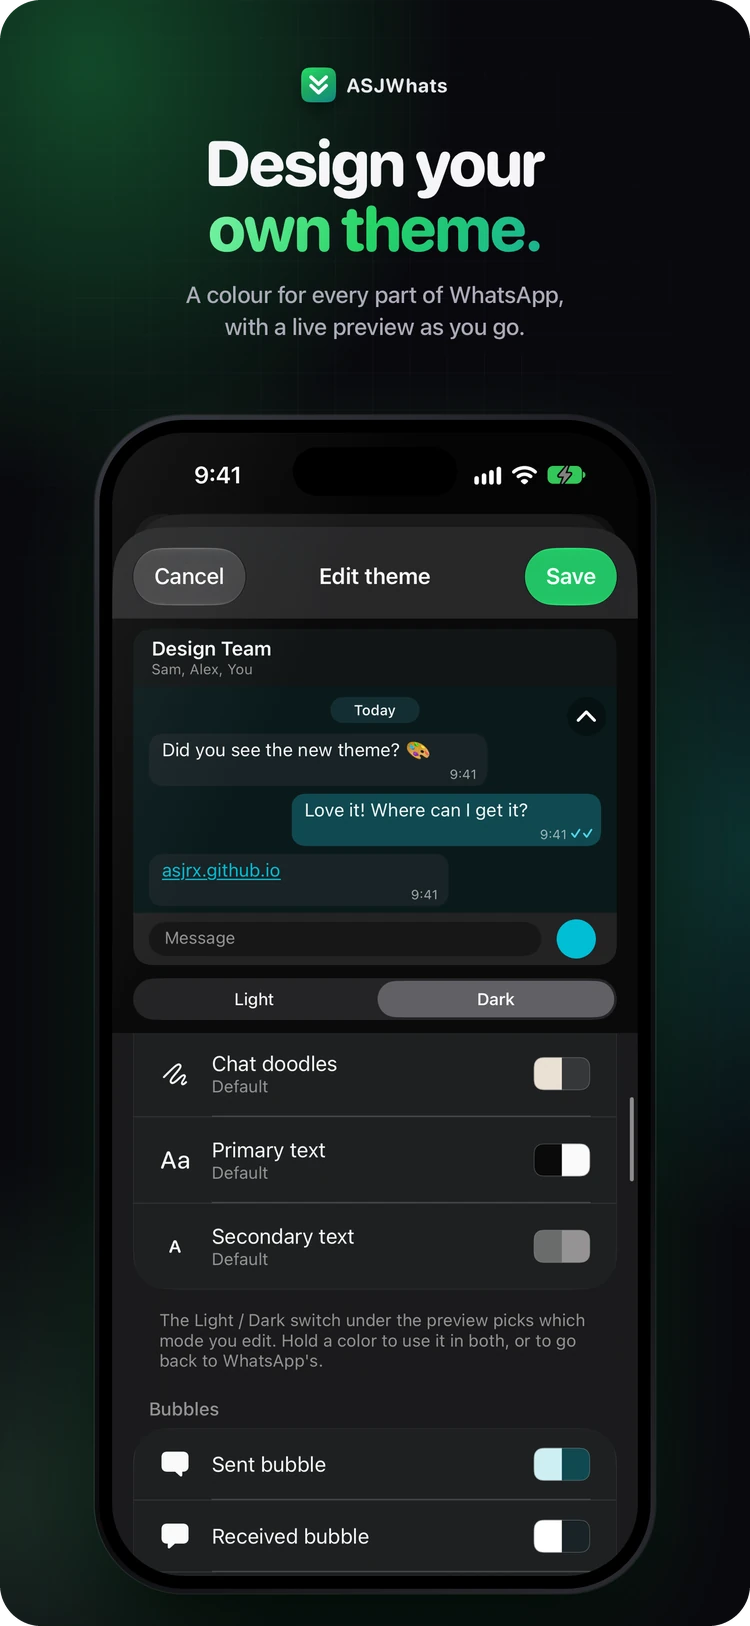 ASJWhats
Design your
own theme.
A colour for every part of WhatsApp,
with a live preview as you go.
9:41
Cancel
Edit theme
Save
Design Team
Sam, Alex, You
Today
Did you see the new theme? 🎨
9:41
Love it! Where can I get it?
9:41
asjrx.github.io
9:41
Message
Light
Dark
Chat doodles
Default
Aa
Primary text
Default
A
Secondary text
Default
The Light / Dark switch under the preview picks which
mode you edit. Hold a color to use it in both, or to go
back to WhatsApp's.
Bubbles
Sent bubble
Received bubble